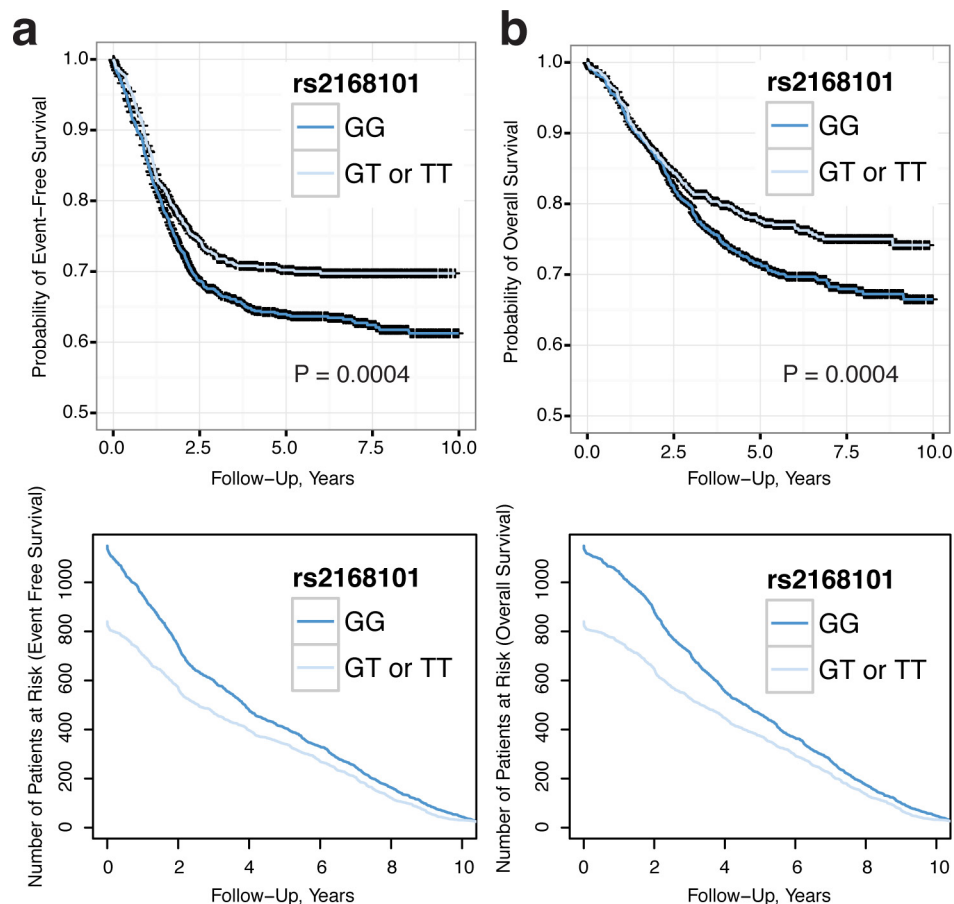 a
Probability of Event-Free Survival
1.0
0.9
0.8
0.7
0.6
0.5
rs2168101
GG
GT or TT
P = 0.0004
0.0 2.5 5.0 7.5 10.0
Follow-Up, Years
b
Probability of Overall Survival
1.0
0.9
0.8
0.7
0.6
0.5
rs2168101
GG
GT or TT
P = 0.0004
0.0 2.5 5.0 7.5 10.0
Follow-Up, Years
Number of Patients at Risk (Event Free Survival)
1000
800
600
400
200
0
rs2168101
GG
GT or TT
0 2 4 6 8 10
Follow-Up, Years
Number of Patients at Risk (Overall Survival)
1000
800
600
400
200
0
rs2168101
GG
GT or TT
0 2 4 6 8 10
Follow-Up, Years